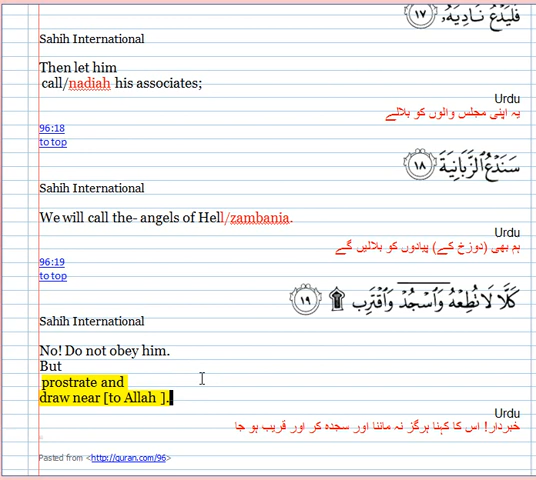 فَلْيَدْعُ نَادِيَهُۥ ١٧
Sahih International
Then let him
call/nadiah his associates;
Urdu
یہ اپنی مجلس والوں کو بلالے
96:18
to top
سَنَدْعُ ٱلزَّبَانِيَةَ ١٨
Sahih International
We will call the- angels of Hell/zambania.
Urdu
ہم بھی (دوزخ کے) پیادوں کو بلالیں گے
96:19
to top
كَلَّا لَا تُطِعْهُ وَٱسْجُدْ وَٱقْتَرِب ۩ ١٩
Sahih International
No! Do not obey him.
But
prostrate and
draw near [to Allah ].
Urdu
خبردار! اس کا کہنا ہرگز نہ ماننا اور سجدہ کر اور قریب ہو جا
Pasted from <http://quran.com/96>